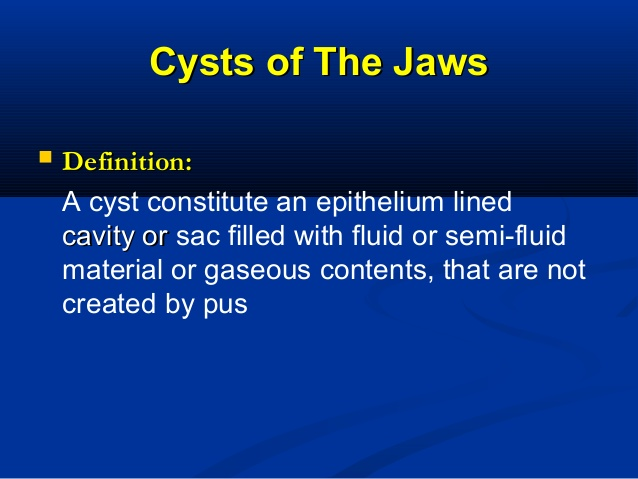 Cysts of The Jaws
Definition:
A cyst constitute an epithelium lined
cavity or sac filled with fluid or semi-fluid
material or gaseous contents, that are not
created by pus